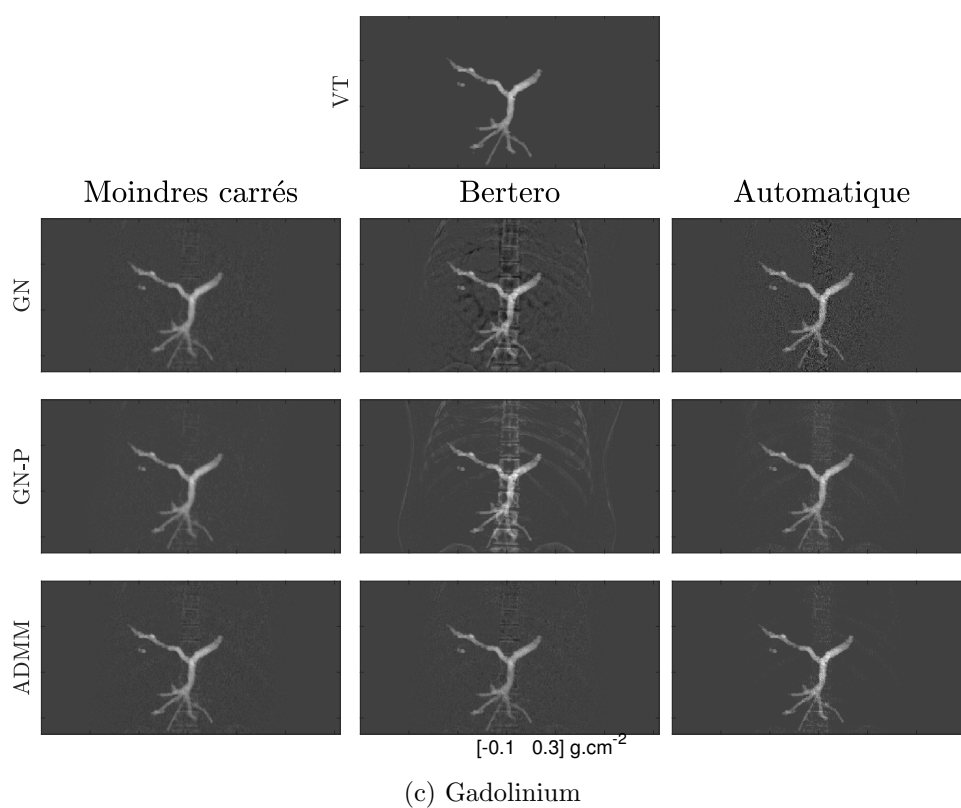 VT
Moindres carrés Bertero Automatique
GN
GN-P
ADMM
[-0.1 0.3] g.cm-2
(c) Gadolinium